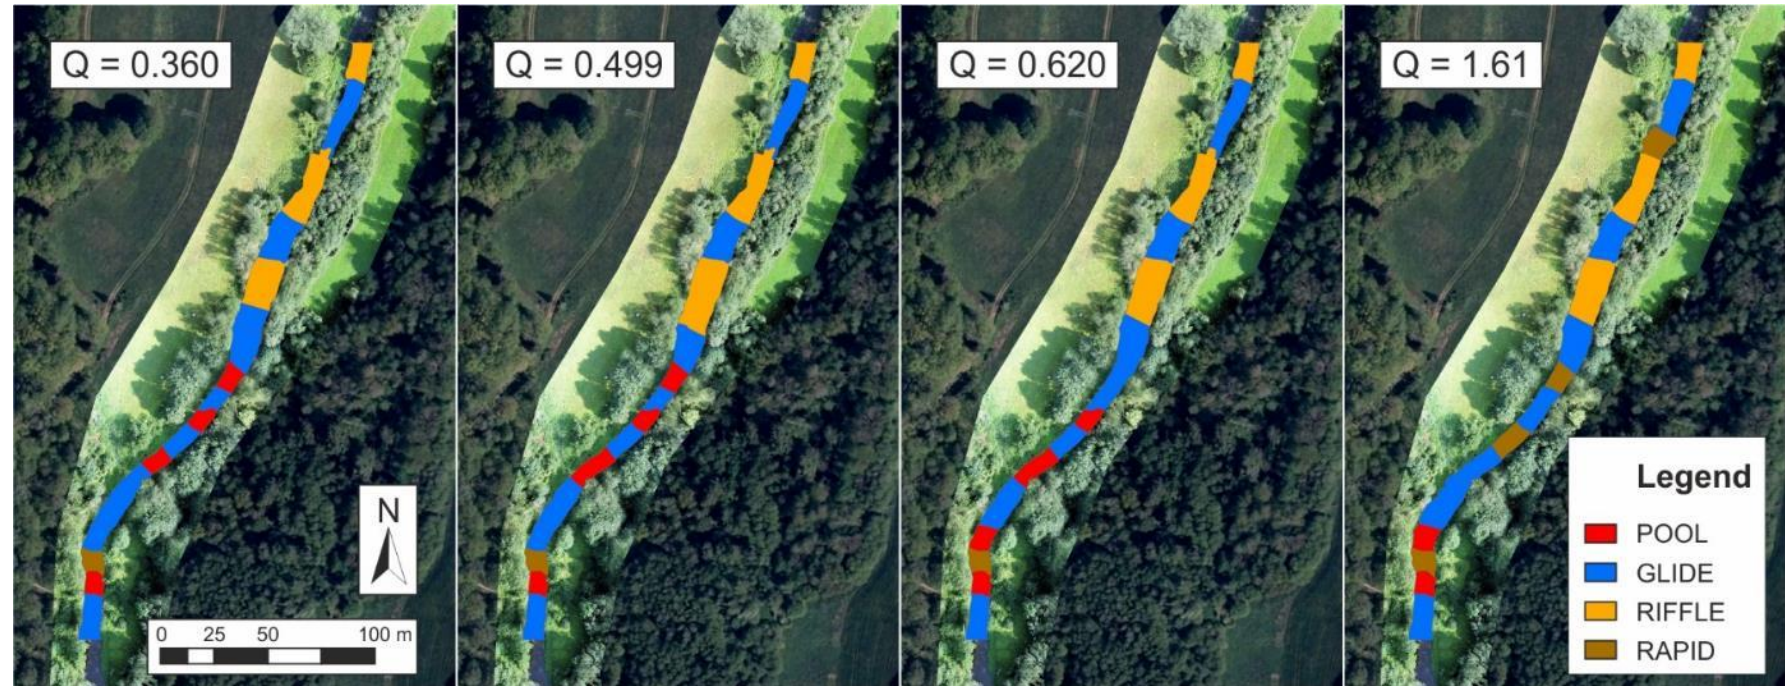 Q = 0.360
Q = 0.499
Q = 0.620
Q = 1.61
N
0 25 50 100 m
Legend
POOL
GLIDE
RIFFLE
RAPID